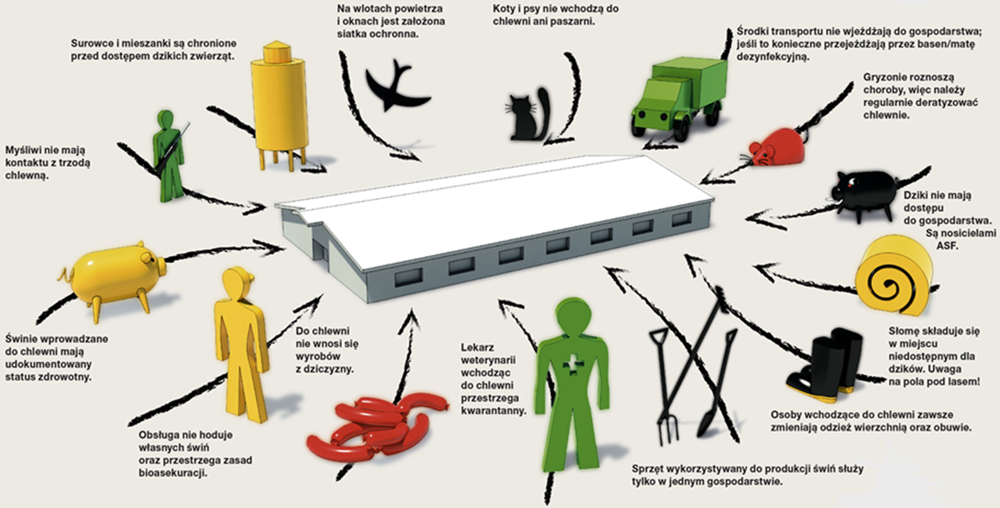 Na wlotach powietrza
i oknach jest założona
siatka ochronna.
Koty i psy nie wchodzą do
chlewni ani paszarni.
Środki transportu nie wjeżdżają do gospodarstwa;
jeśli to konieczne przejeżdżają przez basen/matę
dezynfekcyjną.
Surowce i mieszanki są chronione
przed dostępem dzikich zwierząt.
Gryzonie roznoszą
choroby, więc należy
regularnie deratyzować
chlewnie.
Myśliwi nie mają
kontaktu z trzodą
chlewną.
Dziki nie mają
dostępu
do gospodarstwa.
Są nosicielami
ASF.
Świnie wprowadzane
do chlewni mają
udokumentowany
status zdrowotny.
Do chlewni
nie wnosi się
wyrobów
z dziczyzny.
Lekarz
weterynarii
wchodząc
do chlewni
przestrzega
kwarantanny.
Słomę składuje się
w miejscu
niedostępnym dla
dzików. Uwaga
na pola pod lasem!
Osoby wchodzące do chlewni zawsze
zmieniają odzież wierzchnią oraz obuwie.
Obsługa nie hoduje
własnych świń
oraz przestrzega zasad
bioasekuracji.
Sprzęt wykorzystywany do produkcji świń służy
tylko w jednym gospodarstwie.